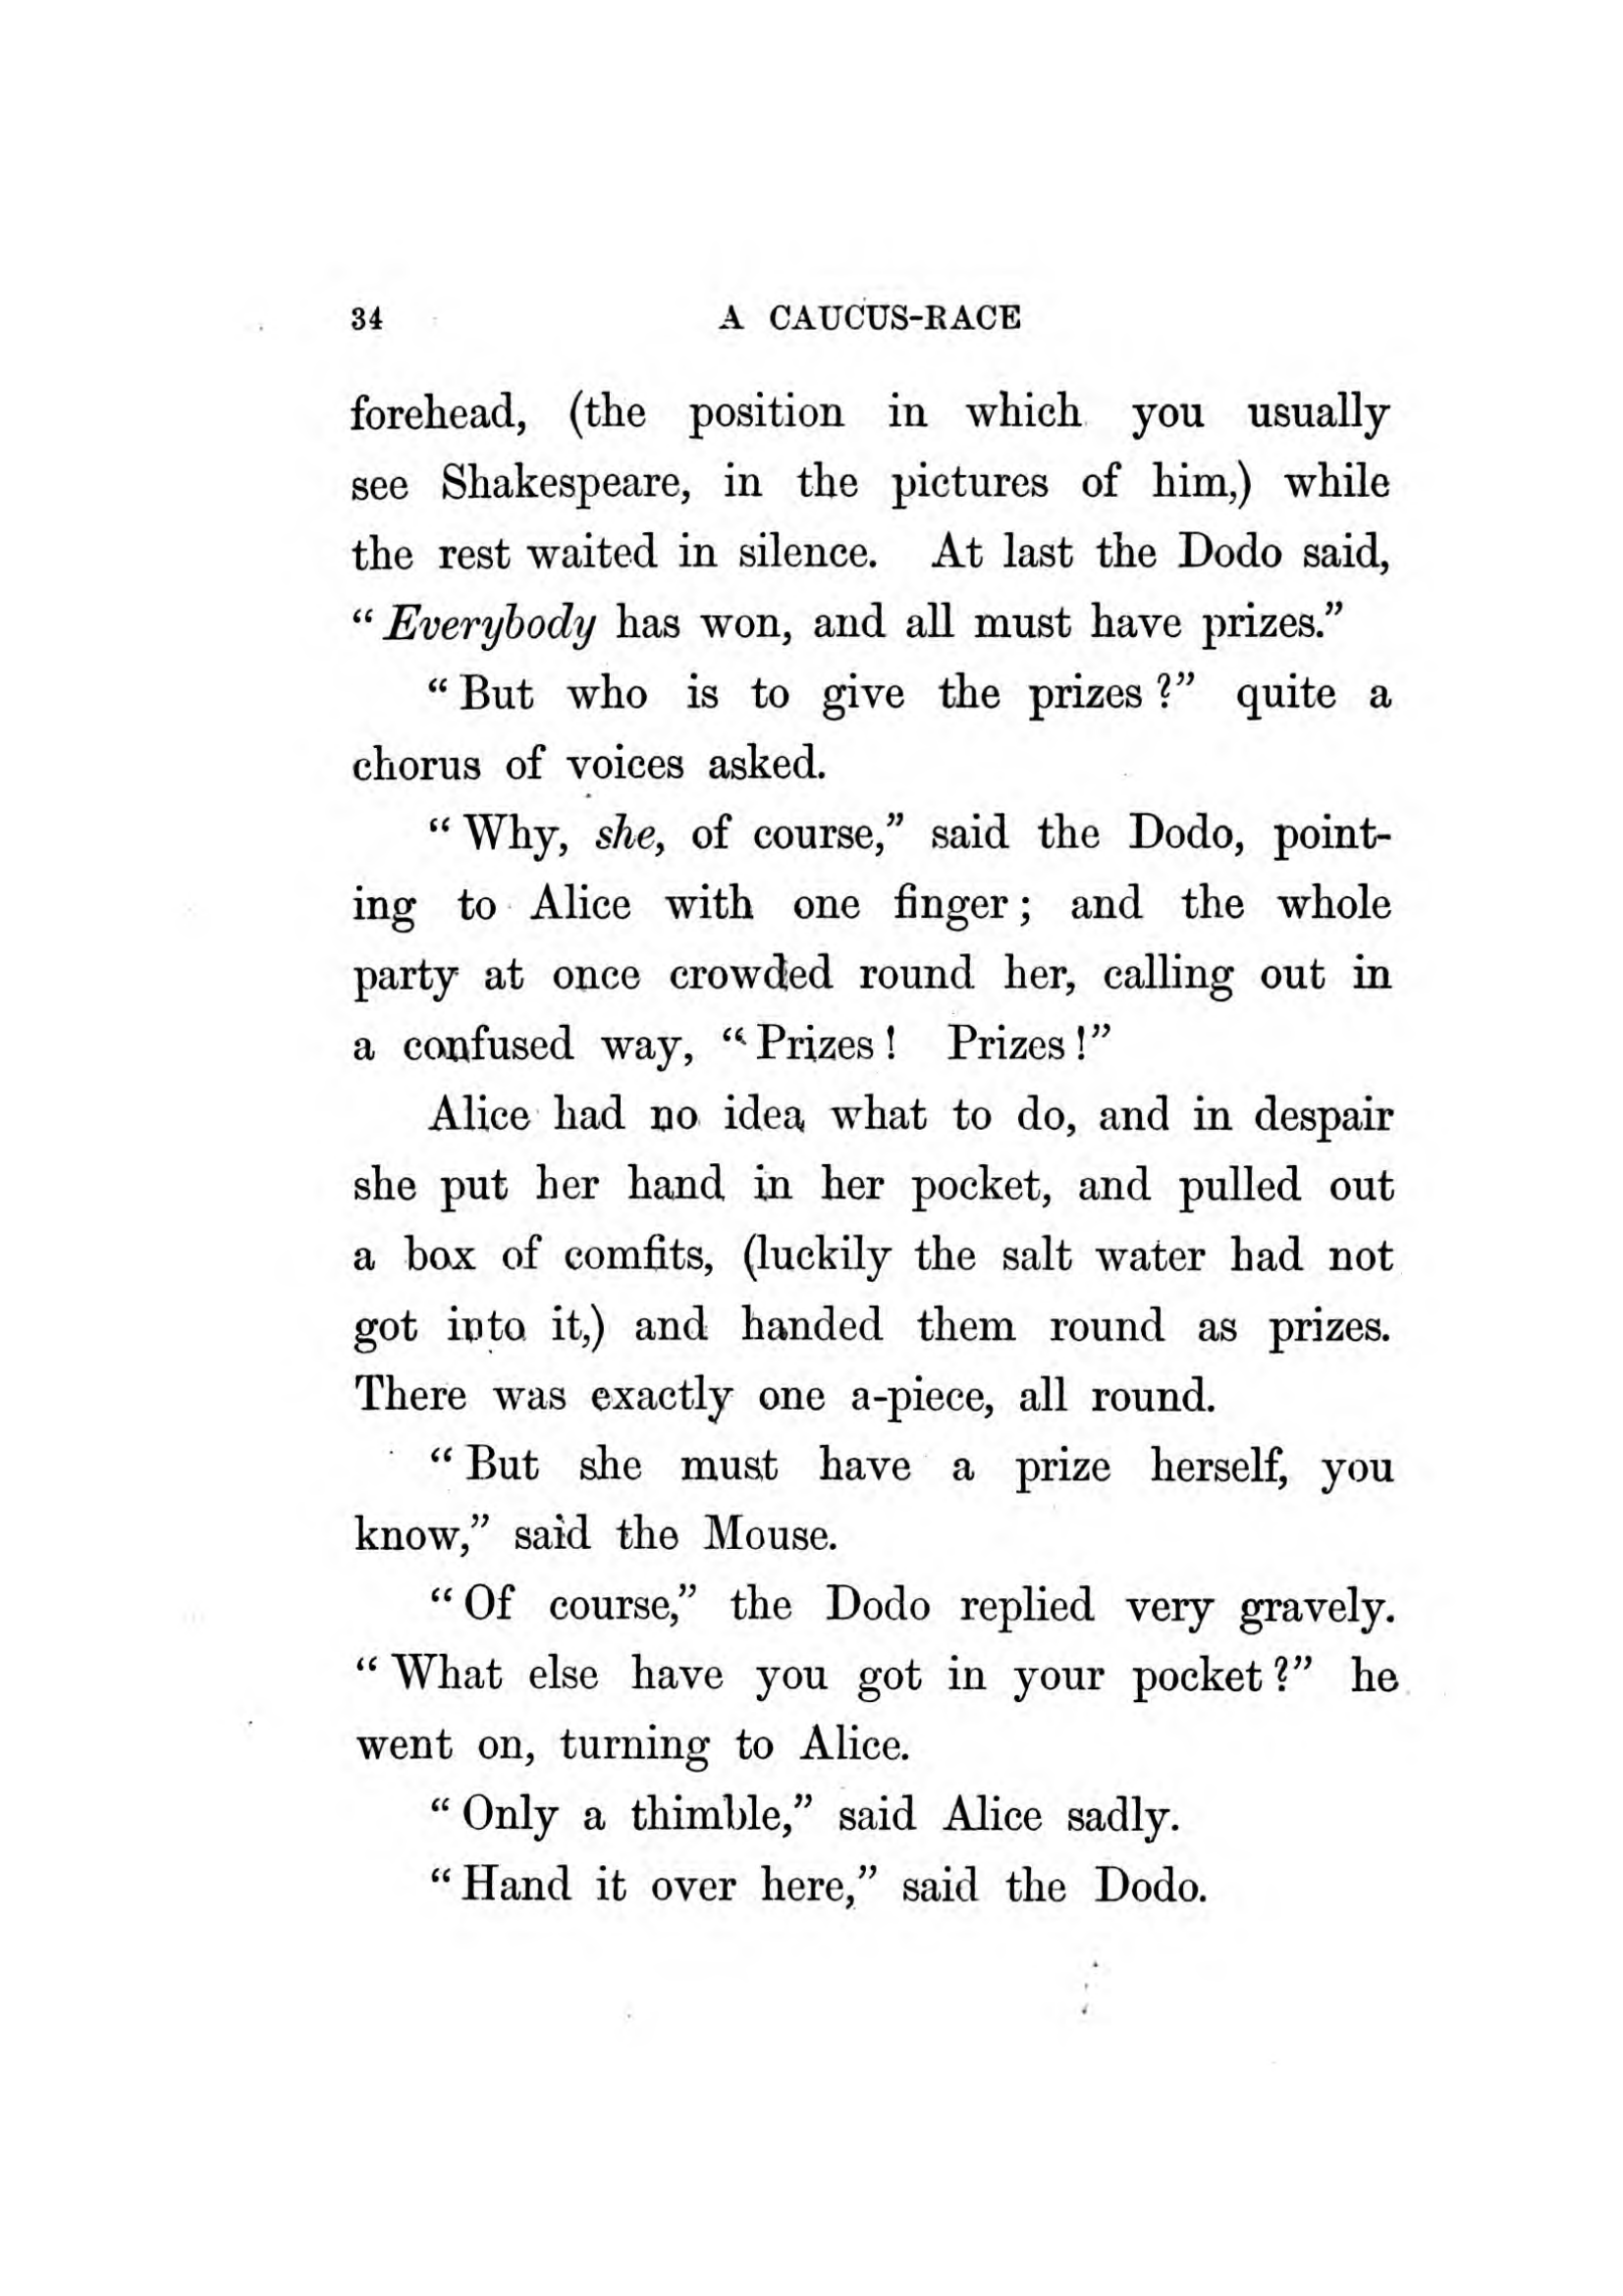 34 A CAUCUS-RACE
forehead, (the position in which you usually
see Shakespeare, in the pictures of him,) while
the rest waited in silence. At last the Dodo said,
“Everybody has won, and all must have prizes.”
“But who is to give the prizes?” quite a
chorus of voices asked.
“Why, she, of course,” said the Dodo, point-
ing to Alice with one finger; and the whole
party at once crowded round her, calling out in
a confused way, “Prizes! Prizes!”
Alice had no idea what to do, and in despair
she put her hand in her pocket, and pulled out
a box of comfits, (luckily the salt water had not
got into it,) and handed them round as prizes.
There was exactly one a-piece, all round.
“But she must have a prize herself, you
know,” said the Mouse.
“Of course,” the Dodo replied very gravely.
“What else have you got in your pocket?” he
went on, turning to Alice.
“Only a thimble,” said Alice sadly.
“Hand it over here,” said the Dodo.